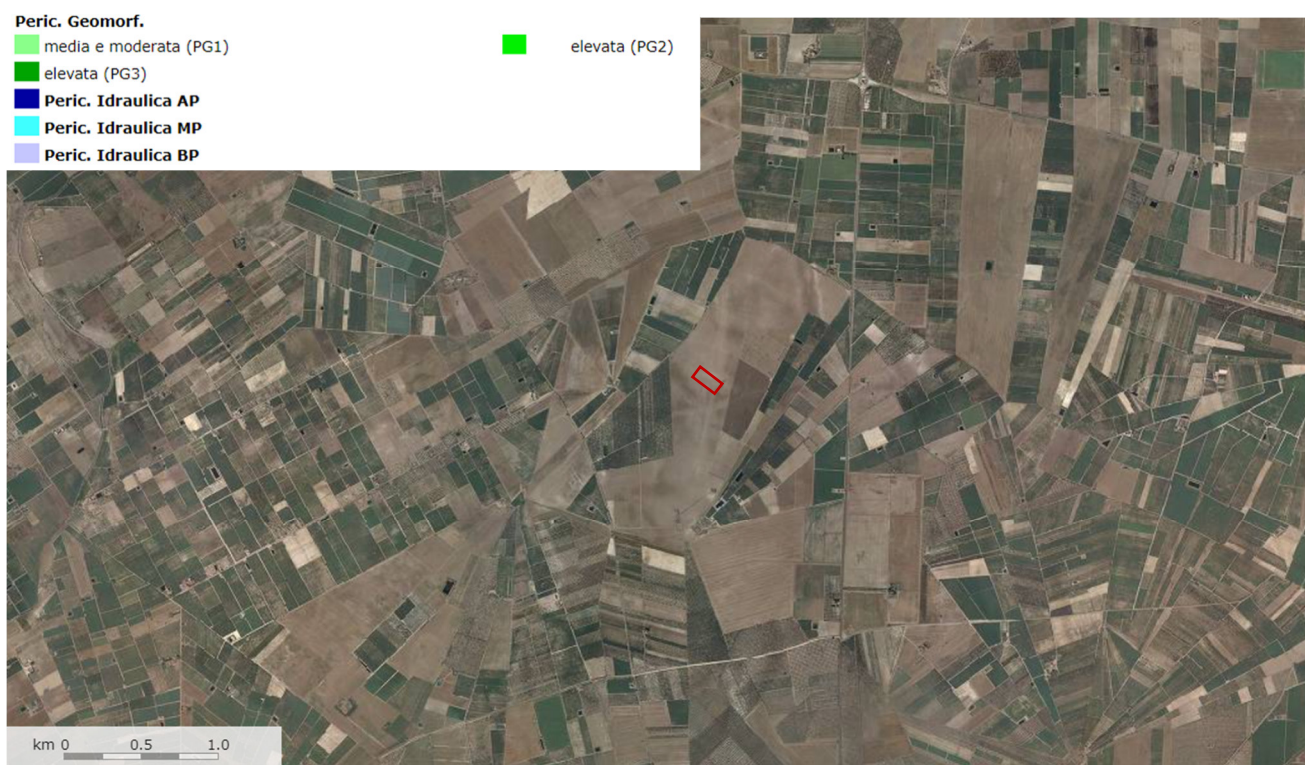 Peric. Geomorf.
media e moderata (PG1)
elevata (PG2)
elevata (PG3)
Peric. Idraulica AP
Peric. Idraulica MP
Peric. Idraulica BP
km 0 0.5 1.0